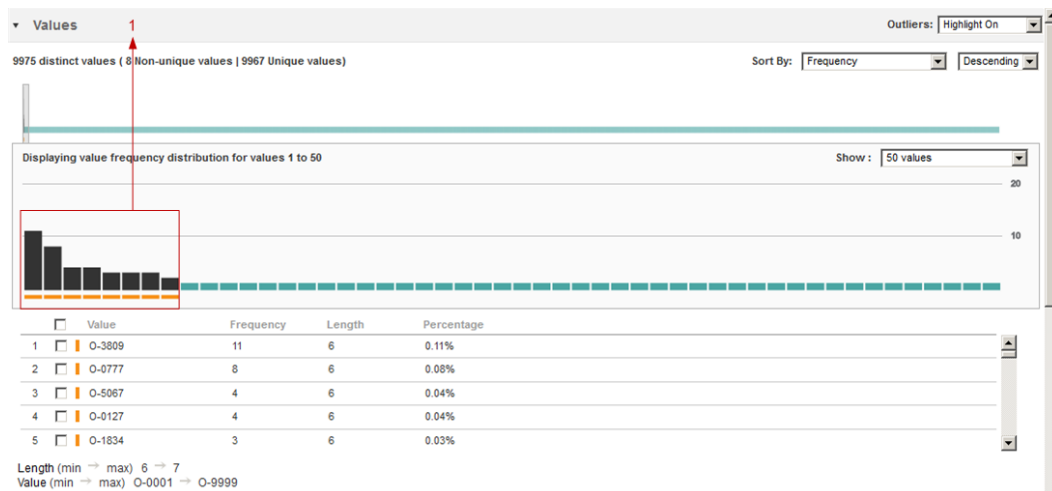 Values
1
Outliers: Highlight On
9975 distinct values ( 8 Non-unique values | 9967 Unique values)
Sort By: Frequency Descending
Displaying value frequency distribution for values 1 to 50
Show : 50 values
20
10
Value Frequency Length Percentage
1 O-3809 11 6 0.11%
2 O-0777 8 6 0.08%
3 O-5067 4 6 0.04%
4 O-0127 4 6 0.04%
5 O-1834 3 6 0.03%
Length (min → max) 6 → 7
Value (min → max) O-0001 → O-9999